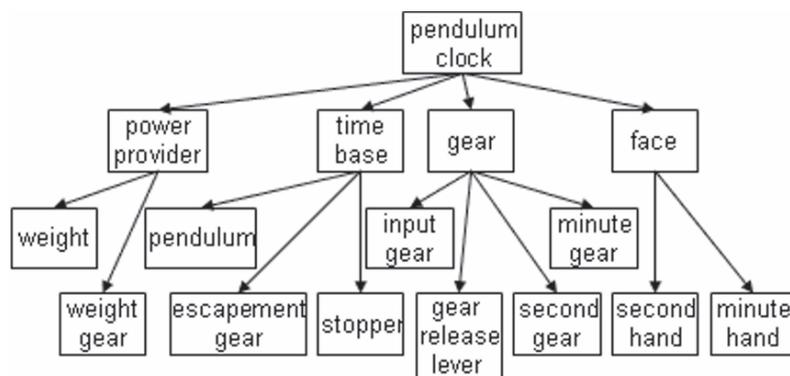 pendulum
clock
power
provider
time
base
gear
face
weight
pendulum
input
gear
minute
gear
weight
gear
escapement
gear
stopper
gear
release
lever
second
gear
second
hand
minute
hand